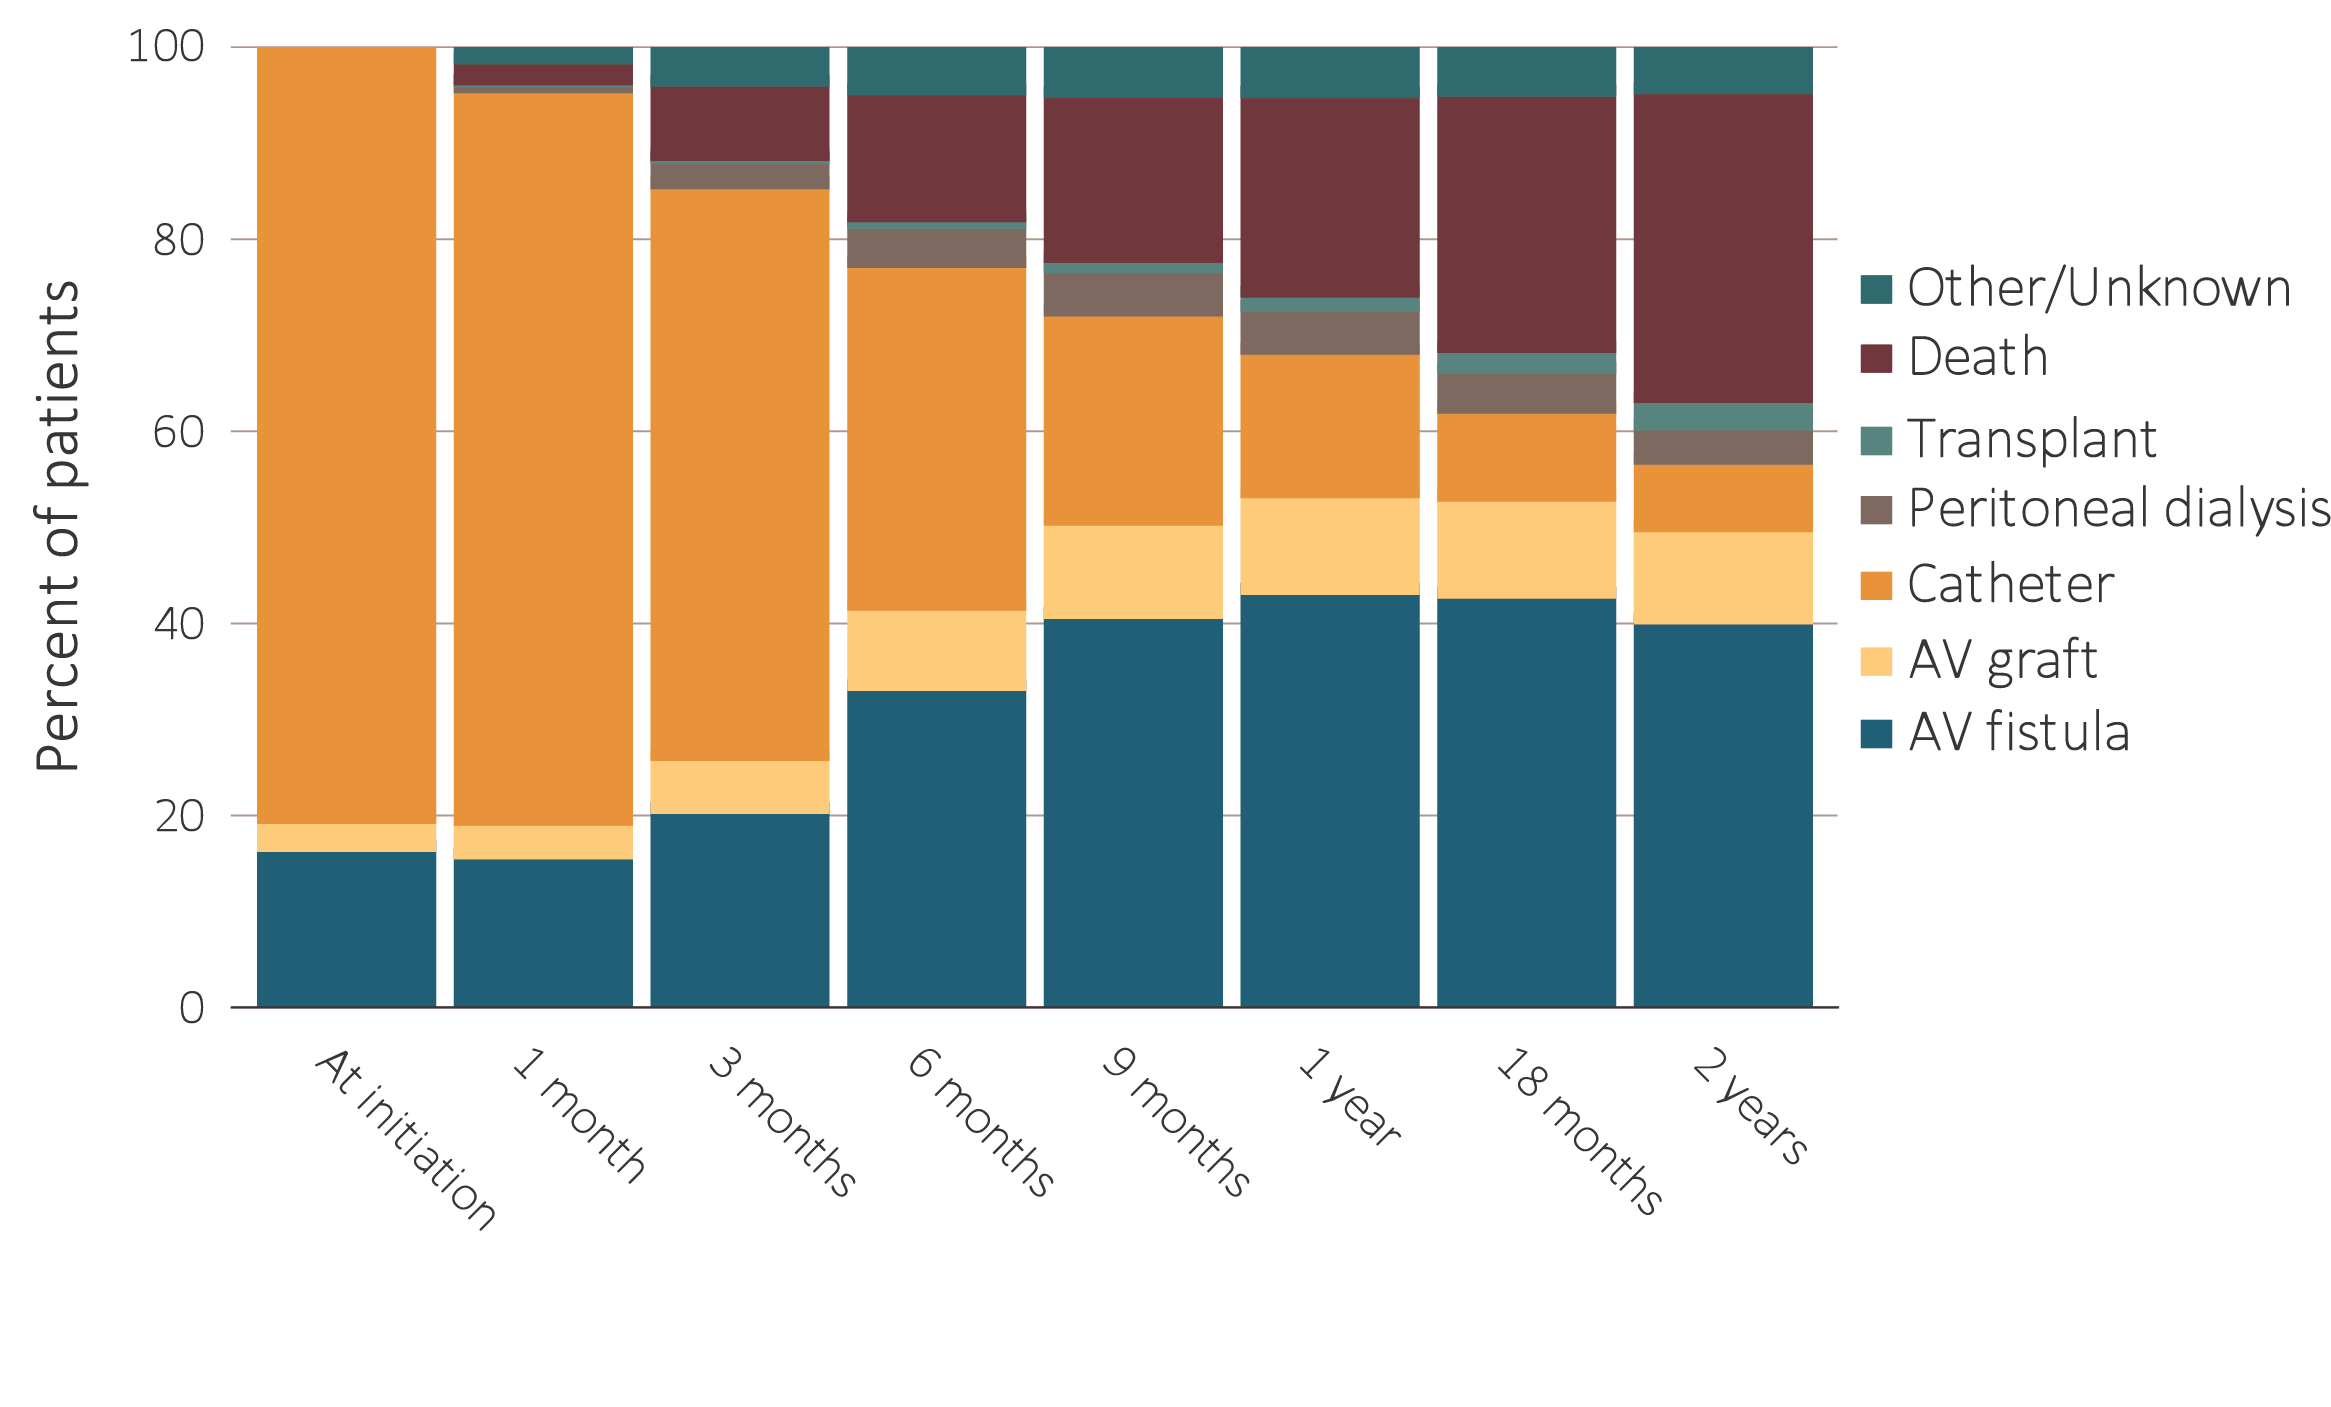 Percent of patients
100
80
60
40
20
0
At initiation
1 month
3 months
6 months
9 months
1 year
18 months
2 years
Other/Unknown
Death
Transplant
Peritoneal dialysis
Catheter
AV graft
AV fistula